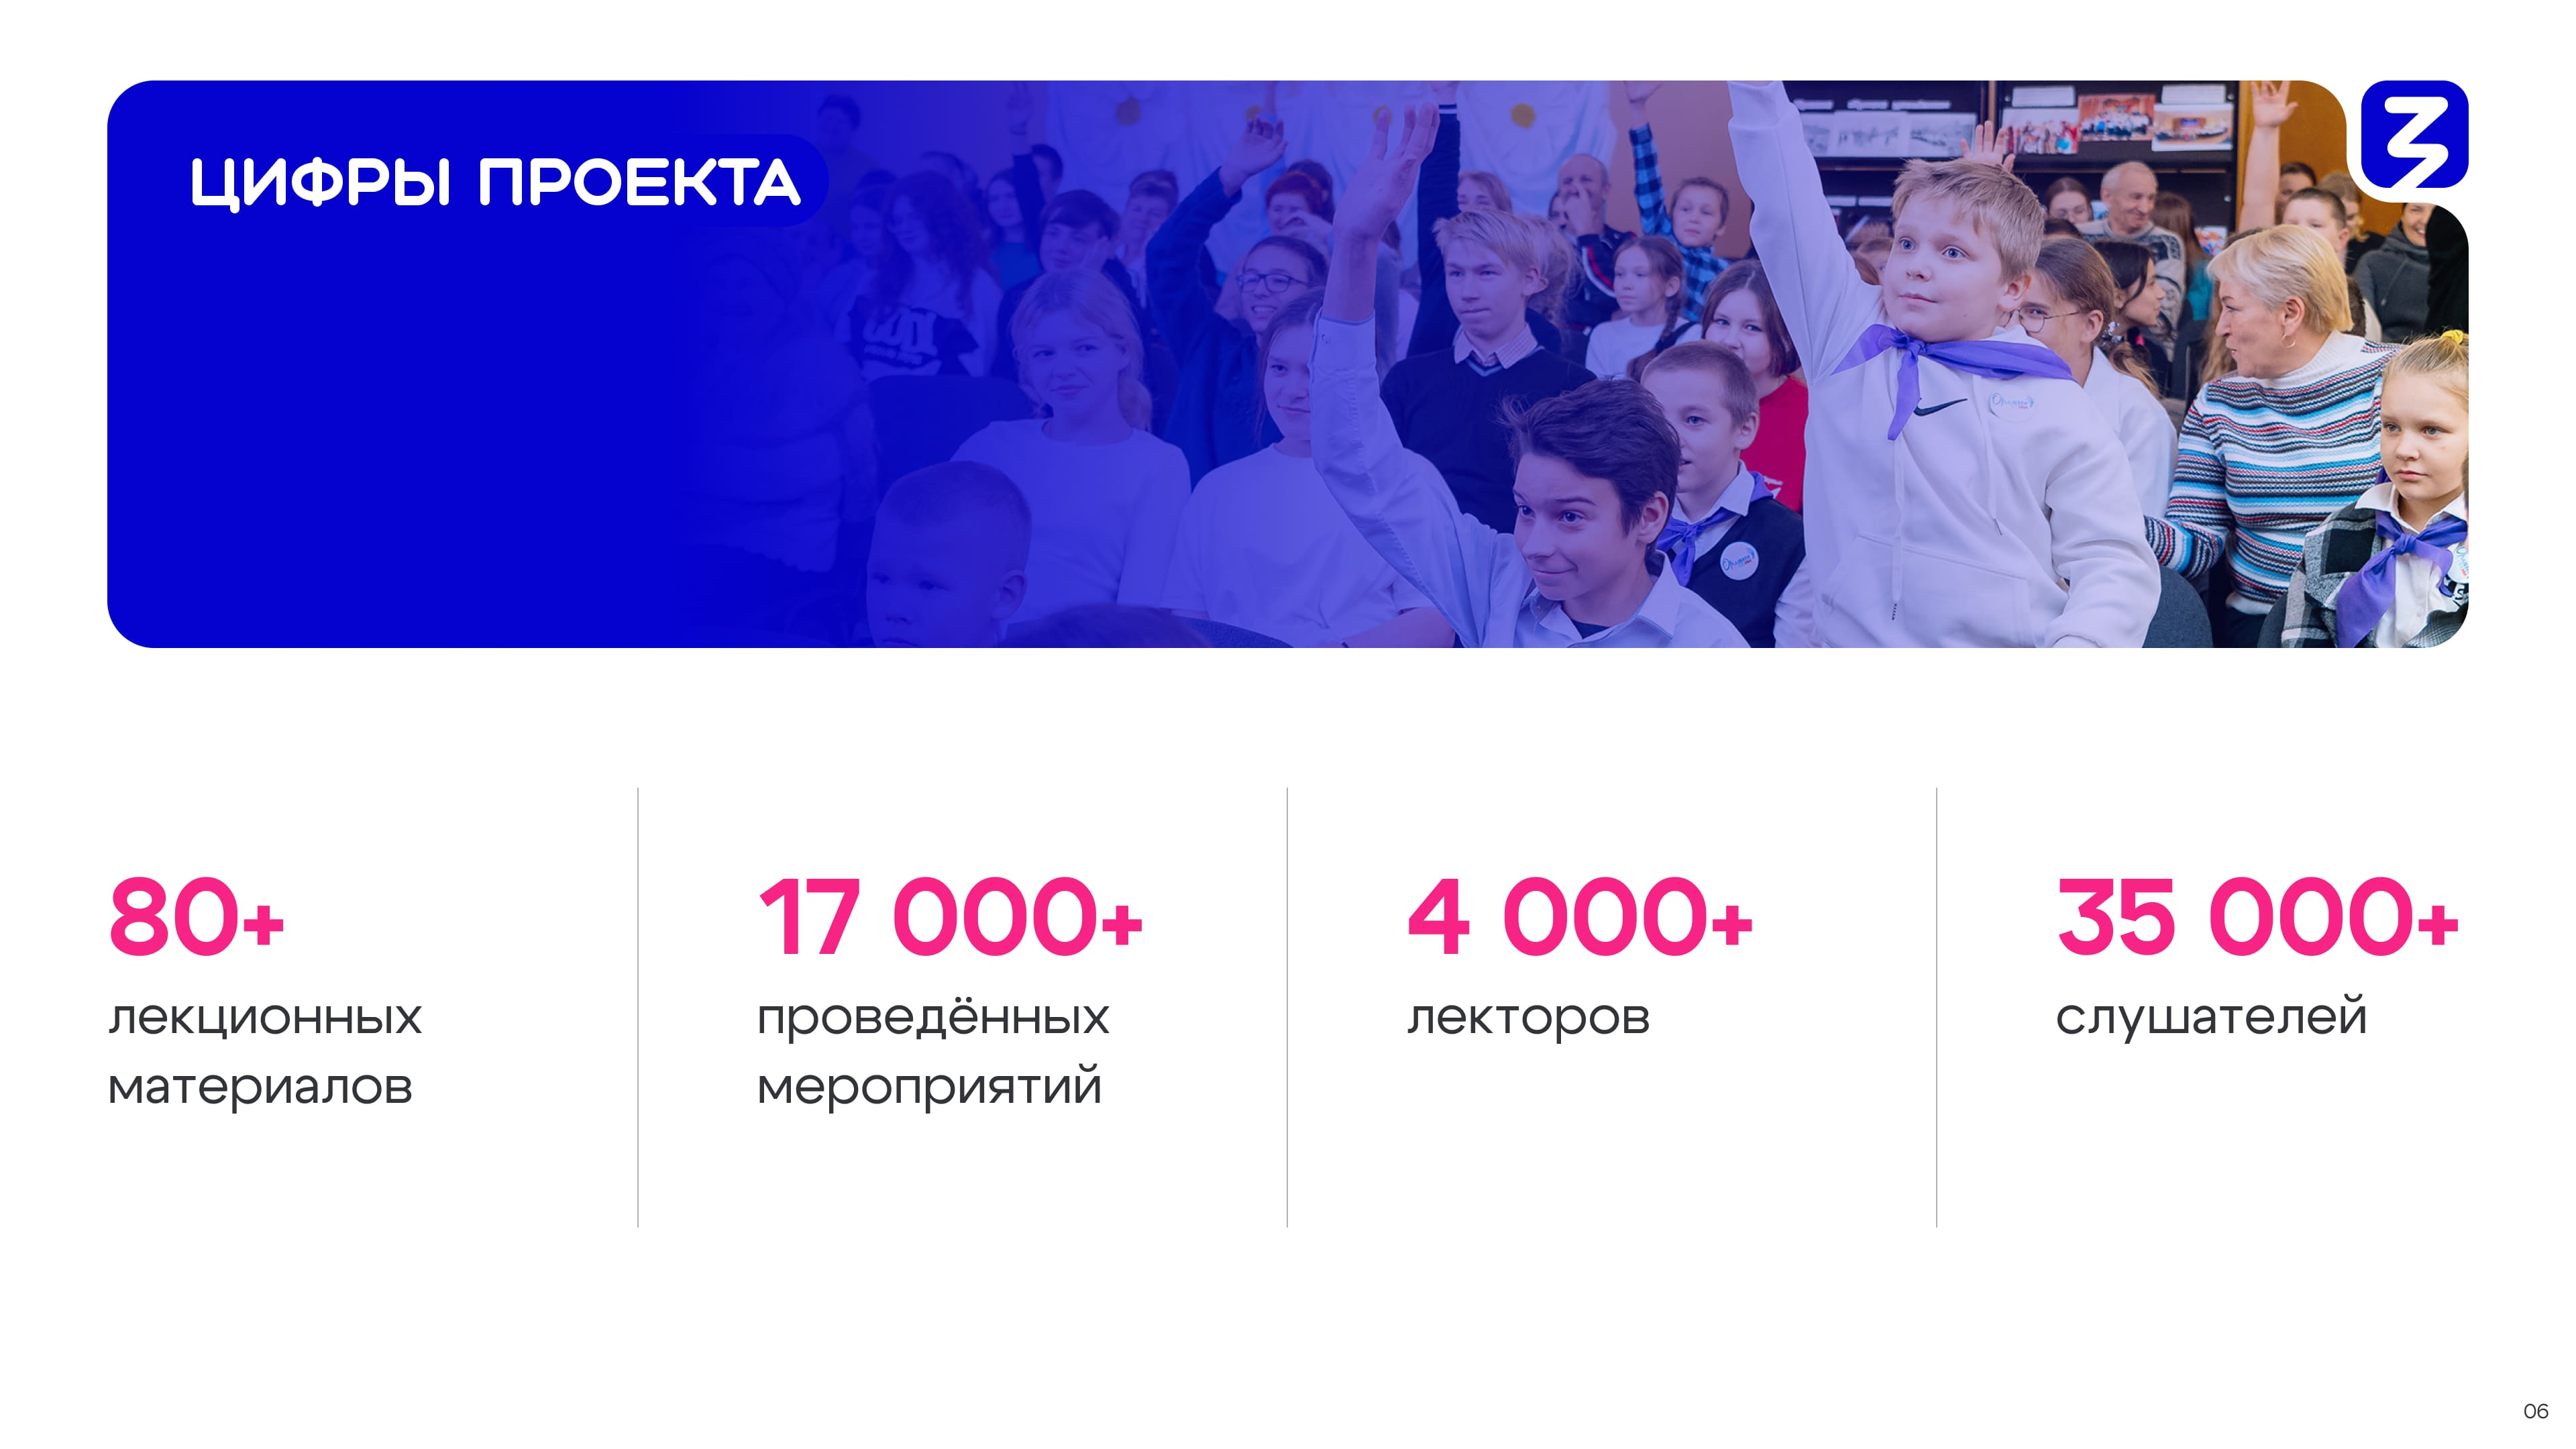 ЦИФРЫ ПРОЕКТА
80+
лекционных
материалов
17 000+
проведённых
мероприятий
4 000+
лекторов
35 000+
слушателей
06